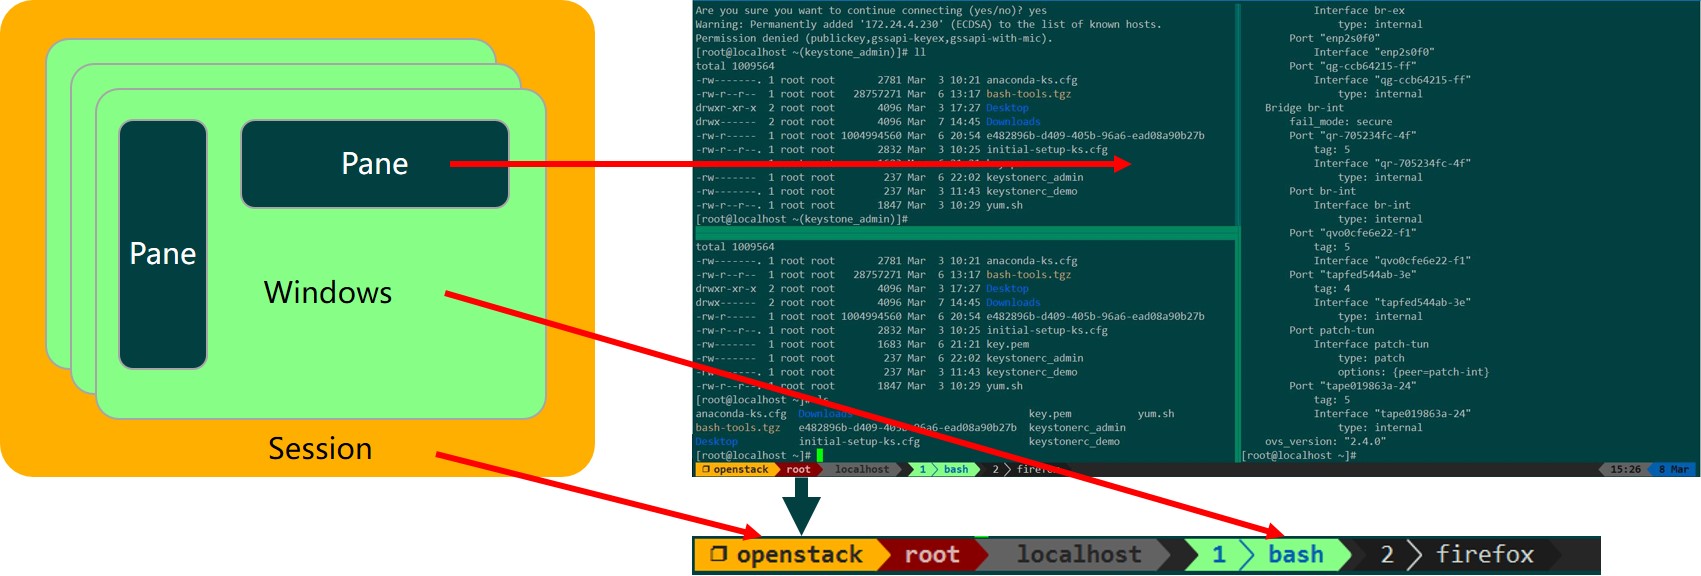 Pane
Pane
Windows
Session
Are you sure you want to continue connecting (yes/no)? yes
Warning: Permanently added '172.24.4.230' (ECDSA) to the list of known hosts.
Permission denied (publickey,gssapi-keyex,gssapi-with-mic).
[root@localhost ~(keystone_admin)]# ll
total 1009564
-rw-------. 1 root root 2781 Mar 3 10:21 anaconda-ks.cfg
-rw-r--r-- 1 root root 28757271 Mar 6 13:17 bash-tools.tgz
drwxr-xr-x 2 root root 4096 Mar 3 17:27 Desktop
drwx------ 2 root root 4096 Mar 7 14:45 Downloads
-rw-r----- 1 root root 1004994560 Mar 6 20:54 e482896b-d409-405b-96a6-ead08a90b27b
-rw-r--r--. 1 root root 2832 Mar 3 10:25 initial-setup-ks.cfg
-rw------- 1 root root 237 Mar 6 22:02 keystonerc_admin
-rw-------. 1 root root 237 Mar 3 11:43 keystonerc_demo
-rw-r--r--. 1 root root 1847 Mar 3 10:29 yum.sh
[root@localhost ~(keystone_admin)]#
total 1009564
-rw-------. 1 root root 2781 Mar 3 10:21 anaconda-ks.cfg
-rw-r--r-- 1 root root 28757271 Mar 6 13:17 bash-tools.tgz
drwxr-xr-x 2 root root 4096 Mar 3 17:27 Desktop
drwx------ 2 root root 4096 Mar 7 14:45 Downloads
-rw-r----- 1 root root 1004994560 Mar 6 20:54 e482896b-d409-405b-96a6-ead08a90b27b
-rw-r--r--. 1 root root 2832 Mar 3 10:25 initial-setup-ks.cfg
-rw------- 1 root root 1683 Mar 6 21:21 key.pem
-rw------- 1 root root 237 Mar 6 22:02 keystonerc_admin
-rw-------. 1 root root 237 Mar 3 11:43 keystonerc_demo
-rw-r--r--. 1 root root 1847 Mar 3 10:29 yum.sh
[root@localhost ~]# ls
anaconda-ks.cfg Downloads key.pem yum.sh
bash-tools.tgz e482896b-d409-405b-96a6-ead08a90b27b keystonerc_admin
Desktop initial-setup-ks.cfg keystonerc_demo
[root@localhost ~]#
Interface br-ex
type: internal
Port "enp2s0f0"
Interface "enp2s0f0"
Port "qg-ccb64215-ff"
Interface "qg-ccb64215-ff"
type: internal
Bridge br-int
fail_mode: secure
Port "qr-705234fc-4f"
tag: 5
Interface "qr-705234fc-4f"
type: internal
Port br-int
Interface br-int
type: internal
Port "qvo0cfe6e22-f1"
tag: 5
Interface "qvo0cfe6e22-f1"
Port "tapfed544ab-3e"
tag: 4
Interface "tapfed544ab-3e"
type: internal
Port patch-tun
Interface patch-tun
type: patch
options: {peer=patch-int}
Port "tape019863a-24"
tag: 5
Interface "tape019863a-24"
type: internal
ovs_version: "2.4.0"
[root@localhost ~]#
openstack root localhost 1 bash 2 firefox 15:26 8 Mar
openstack root localhost 1 bash 2 firefox